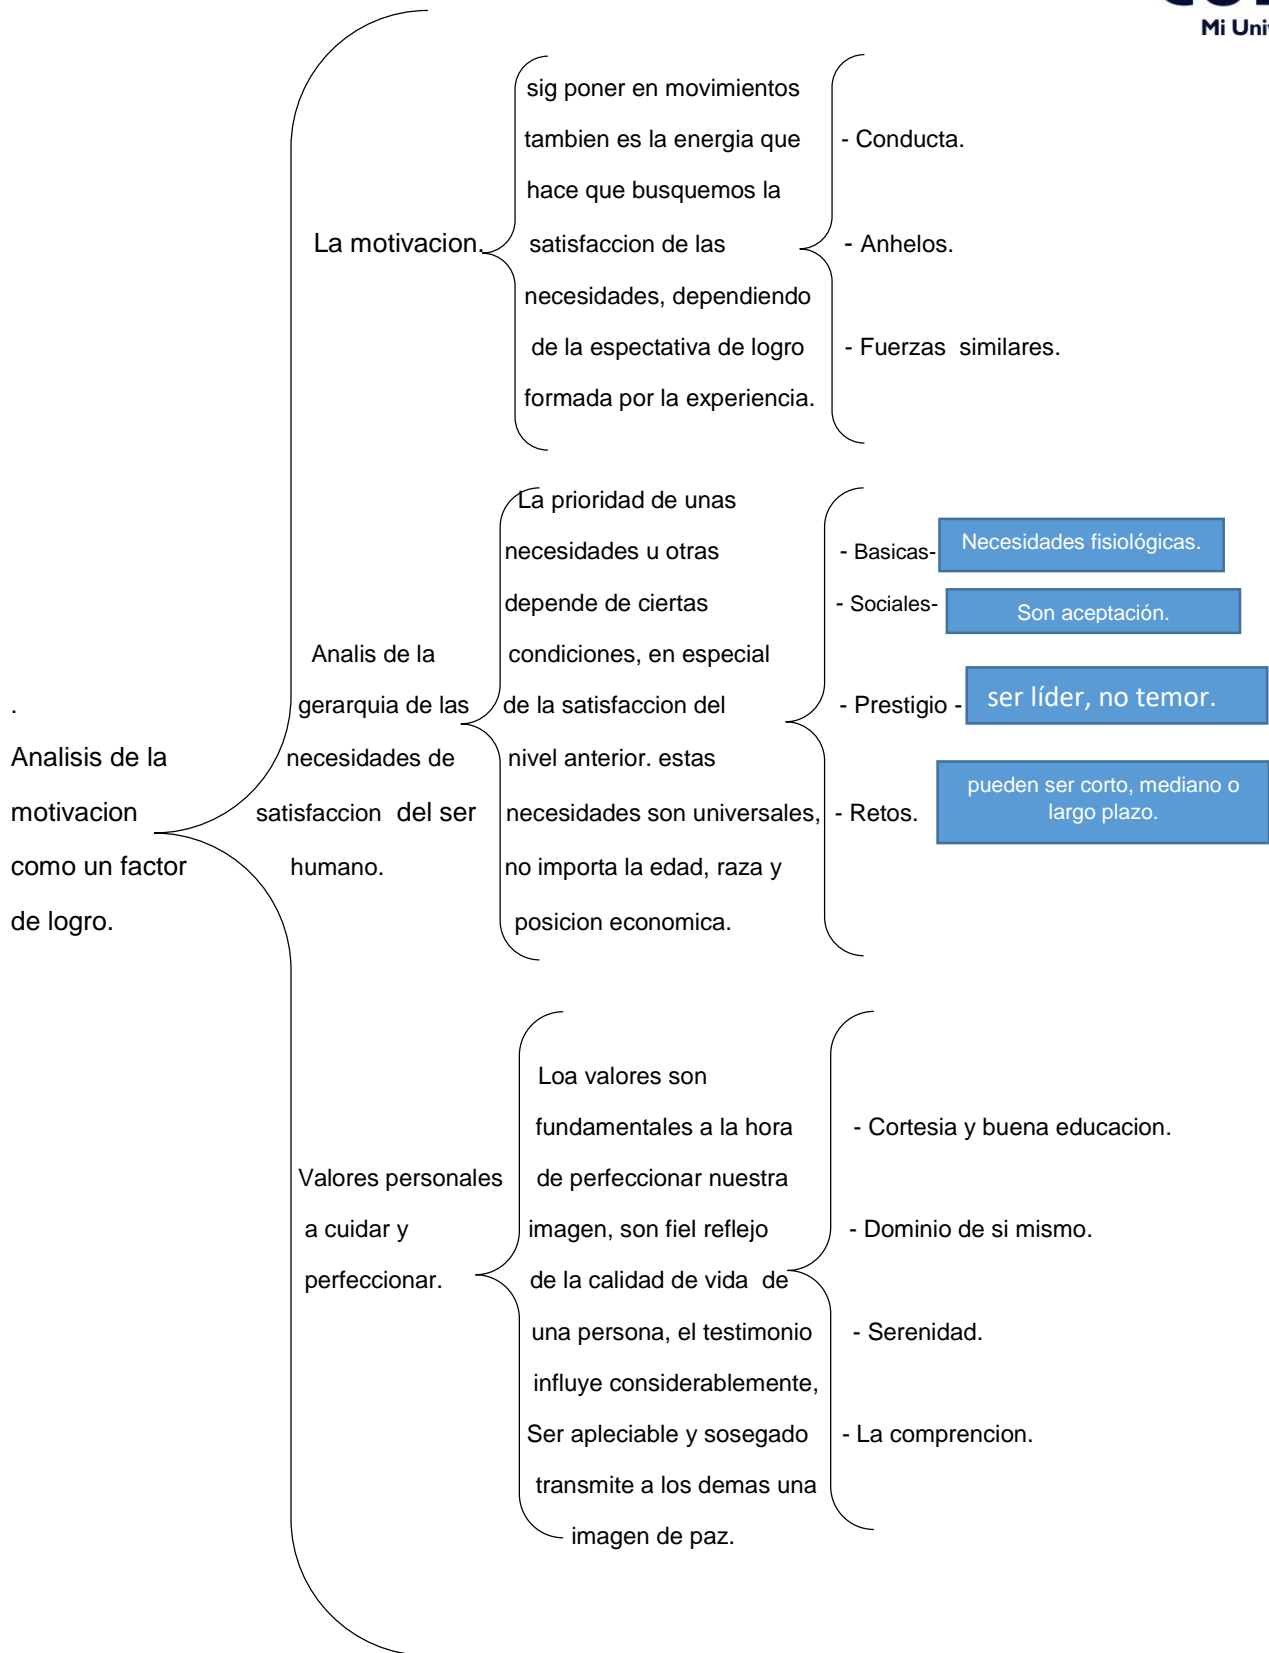 Mi Univ
.
Analisis de la
motivacion
como un factor
de logro.
La motivacion.
sig poner en movimientos
tambien es la energia que
hace que busquemos la
satisfaccion de las
necesidades, dependiendo
de la espectativa de logro
formada por la experiencia.
- Conducta.
- Anhelos.
- Fuerzas similares.
Analis de la
gerarquia de las
necesidades de
satisfaccion del ser
humano.
La prioridad de unas
necesidades u otras
depende de ciertas
condiciones, en especial
de la satisfaccion del
nivel anterior. estas
necesidades son universales,
no importa la edad, raza y
posicion economica.
- Basicas- Necesidades fisiológicas.
- Sociales- Son aceptación.
- Prestigio - ser líder, no temor.
- Retos. pueden ser corto, mediano o
largo plazo.
Valores personales
a cuidar y
perfeccionar.
Loa valores son
fundamentales a la hora
de perfeccionar nuestra
imagen, son fiel reflejo
de la calidad de vida de
una persona, el testimonio
influye considerablemente,
Ser apleciable y sosegado
transmite a los demas una
imagen de paz.
- Cortesia y buena educacion.
- Dominio de si mismo.
- Serenidad.
- La comprencion.